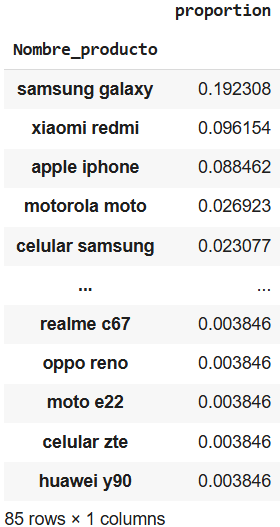 proportion
Nombre_producto
samsung galaxy 0.192308
xiaomi redmi 0.096154
apple iphone 0.088462
motorola moto 0.026923
celular samsung 0.023077
... ...
realme c67 0.003846
oppo reno 0.003846
moto e22 0.003846
celular zte 0.003846
huawei y90 0.003846
85 rows × 1 columns